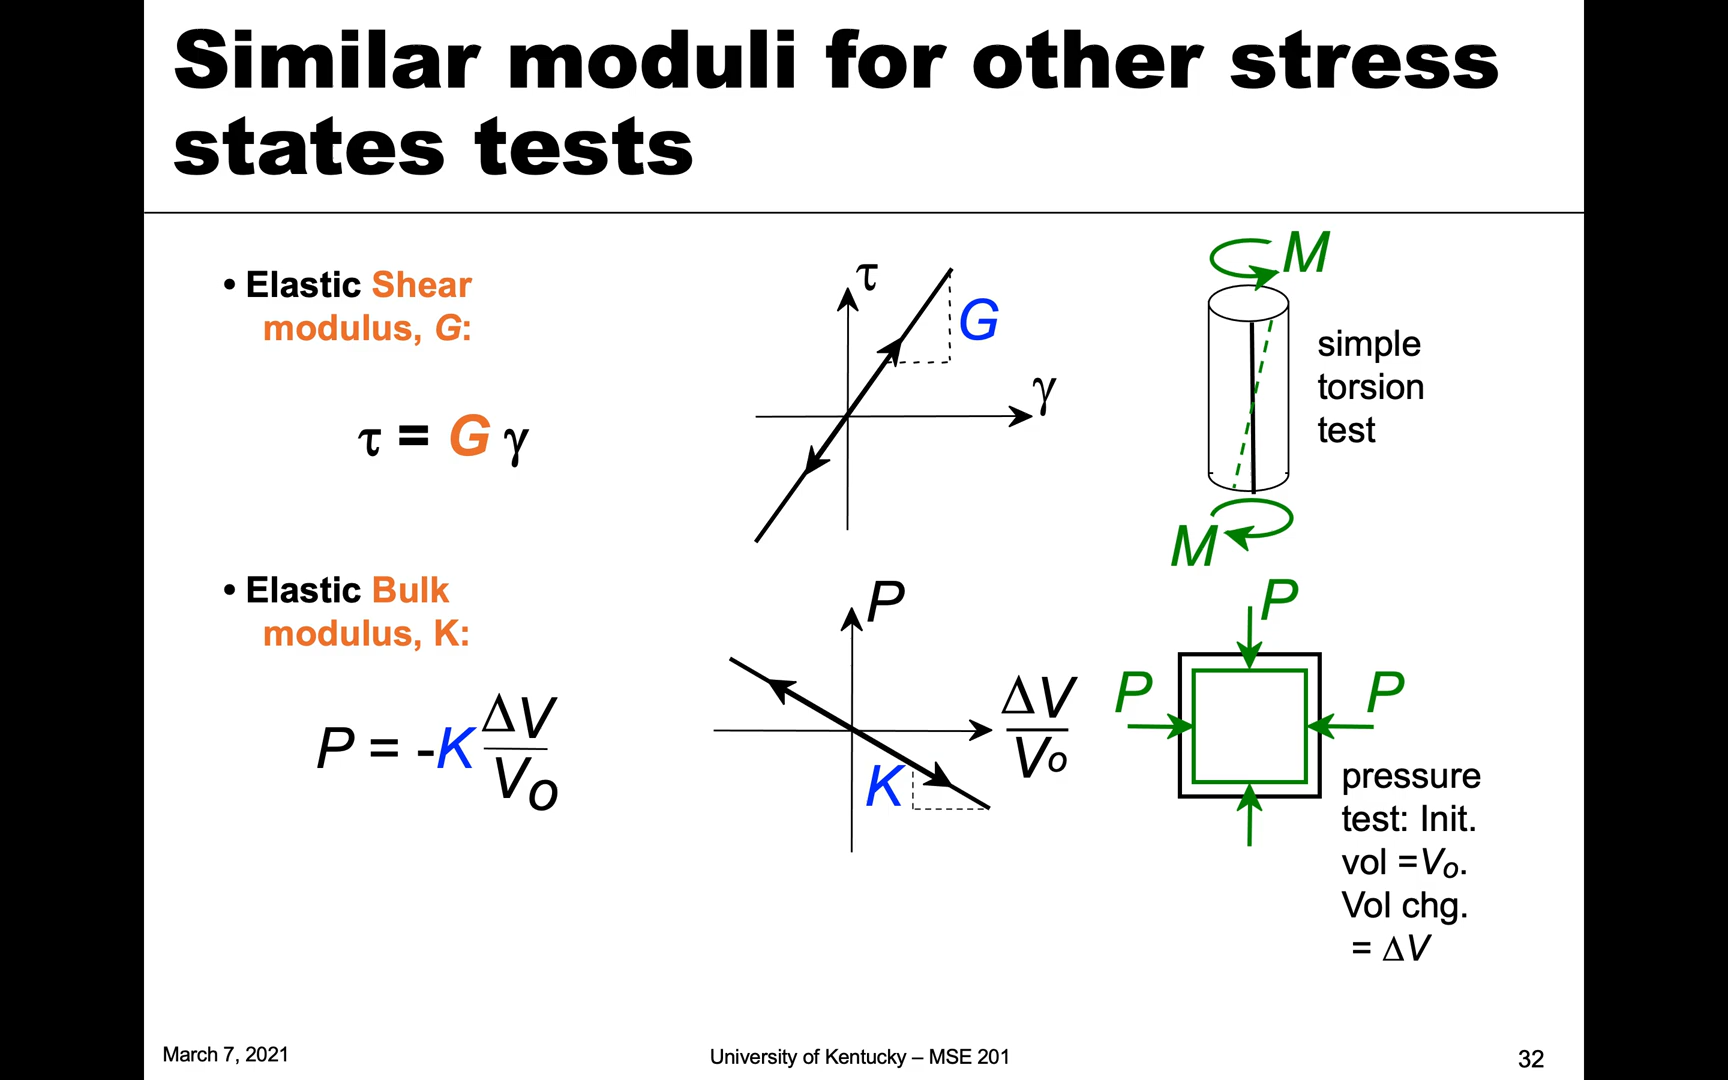 Similar moduli for other stress
states tests
• Elastic Shear
modulus, G:
τ = G γ
τ
G
γ
M
simple
torsion
test
M
• Elastic Bulk
modulus, K:
P = -K ΔV
Vo
P
ΔV
Vo
K
P
P
P
pressure
test: Init.
vol =Vo.
Vol chg.
= ΔV
March 7, 2021
University of Kentucky – MSE 201
32